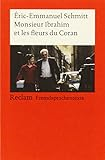 Éric-Emmanuel Schmitt
Monsieur Ibrahim
et les fleurs du Coran
Reclam Fremdsprachentexte